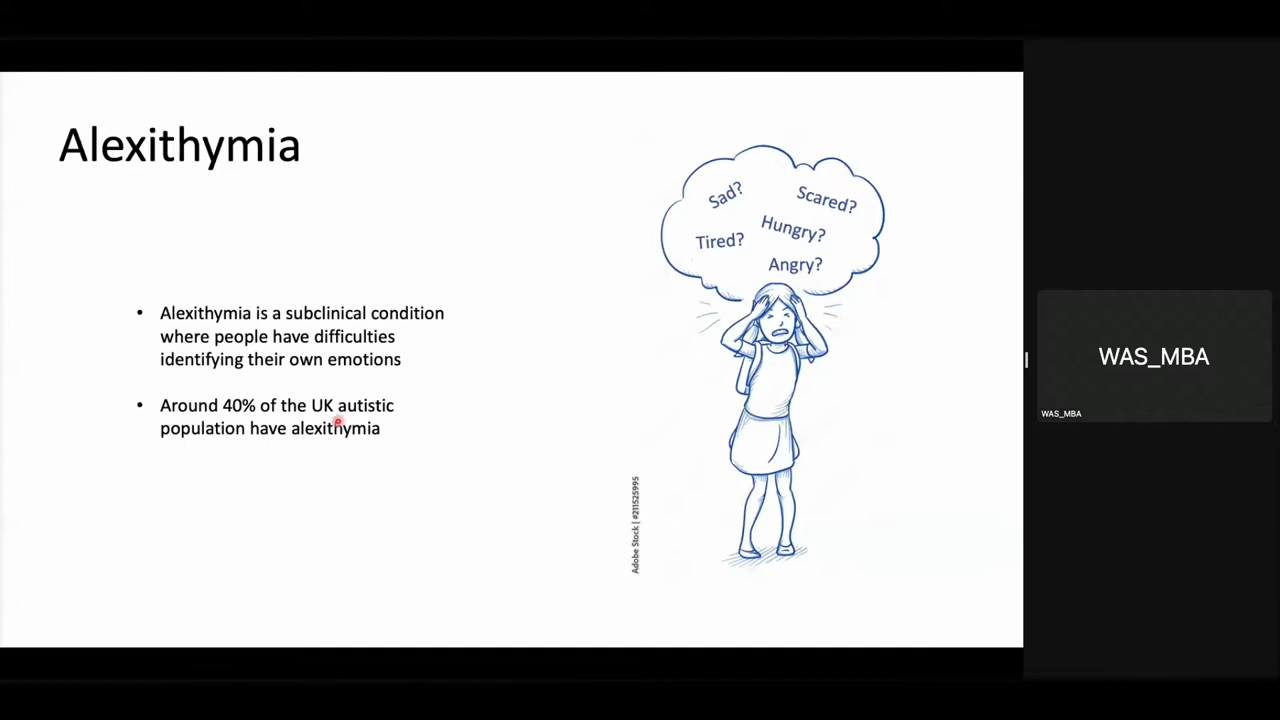 Alexithymia
• Alexithymia is a subclinical condition
where people have difficulties
identifying their own emotions
• Around 40% of the UK autistic
population have alexithymia
Sad?
Scared?
Hungry?
Tired?
Angry?
Adobe Stock | #211525995
WAS_MBA
WAS_MBA